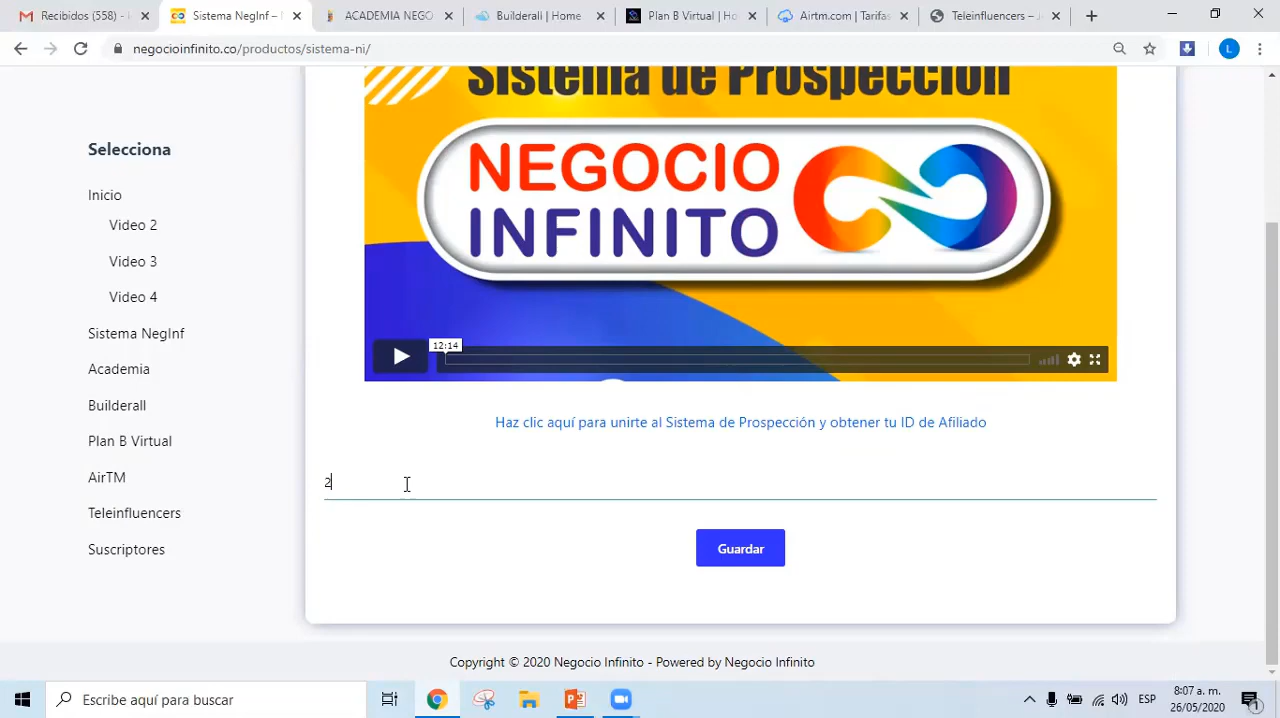 Recibidos (558)
Sistema NegInf –
ACADEMIA NEGO
Builderall | Home
Plan B Virtual | Ho
Airtm.com | Tarif
Teleinfluencers –
negocioinfinito.co/productos/sistema-ni/
L
Sistema de Prospección
NEGOCIO
INFINITO
12:14
Selecciona
Inicio
Video 2
Video 3
Video 4
Sistema NegInf
Academia
Builderall
Plan B Virtual
AirTM
Teleinfluencers
Suscriptores
Haz clic aquí para unirte al Sistema de Prospección y obtener tu ID de Afiliado
2
Guardar
Copyright © 2020 Negocio Infinito - Powered by Negocio Infinito
Escribe aquí para buscar
ESP
8:07 a. m.
26/05/2020